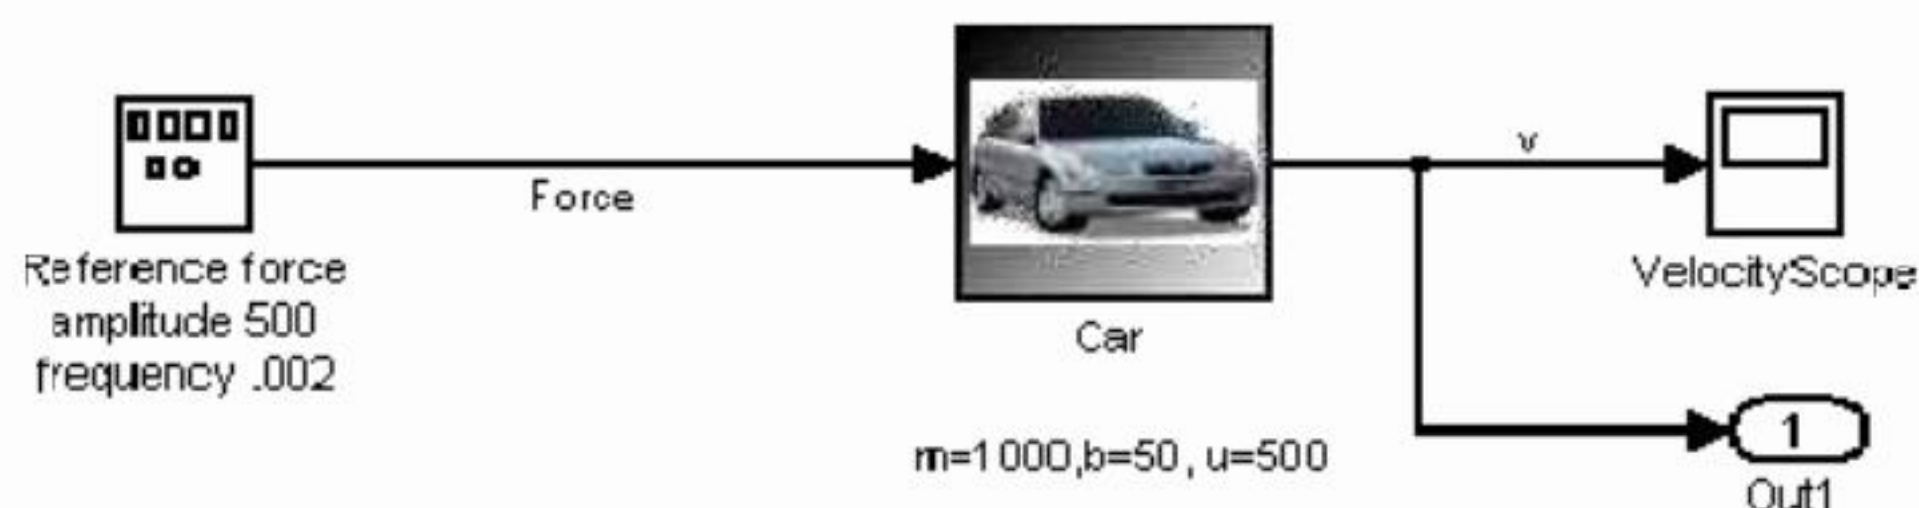 Force
v
Reference force
amplitude 500
frequency .002
VelocityScope
Car
m=1000,b=50, u=500
1
Out1